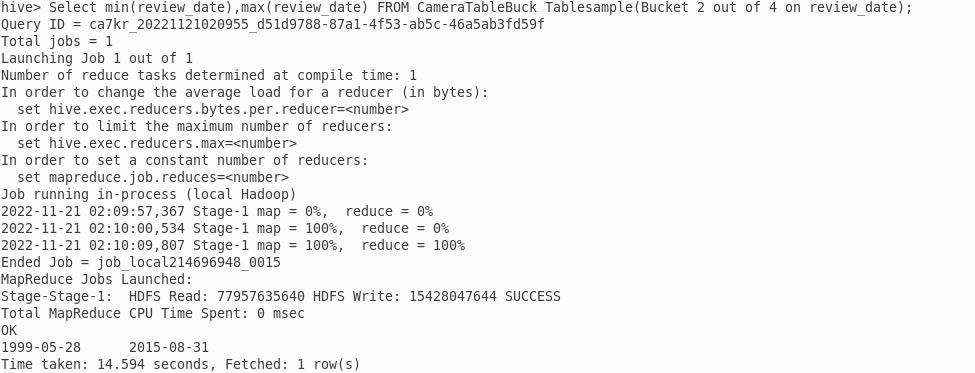 hive> Select min(review_date),max(review_date) FROM CameraTableBuck Tablesample(Bucket 2 out of 4 on review_date);
Query ID = ca7kr_20221121020955_d51d9788-87a1-4f53-ab5c-46a5ab3fd59f
Total jobs = 1
Launching Job 1 out of 1
Number of reduce tasks determined at compile time: 1
In order to change the average load for a reducer (in bytes):
  set hive.exec.reducers.bytes.per.reducer=<number>
In order to limit the maximum number of reducers:
  set hive.exec.reducers.max=<number>
In order to set a constant number of reducers:
  set mapreduce.job.reduces=<number>
Job running in-process (local Hadoop)
2022-11-21 02:09:57,367 Stage-1 map = 0%,  reduce = 0%
2022-11-21 02:10:00,534 Stage-1 map = 100%,  reduce = 0%
2022-11-21 02:10:09,807 Stage-1 map = 100%,  reduce = 100%
Ended Job = job_local214696948_0015
MapReduce Jobs Launched:
Stage-Stage-1:  HDFS Read: 77957635640 HDFS Write: 15428047644 SUCCESS
Total MapReduce CPU Time Spent: 0 msec
OK
1999-05-28      2015-08-31
Time taken: 14.594 seconds, Fetched: 1 row(s)